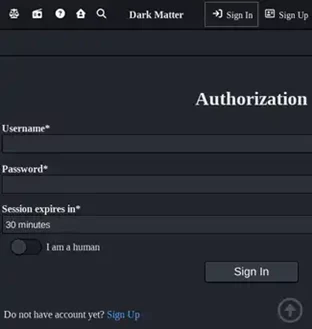 Dark Matter Sign In Sign Up
Authorization
Username*
Password*
Session expires in*
30 minutes
I am a human
Sign In
Do not have account yet? Sign Up